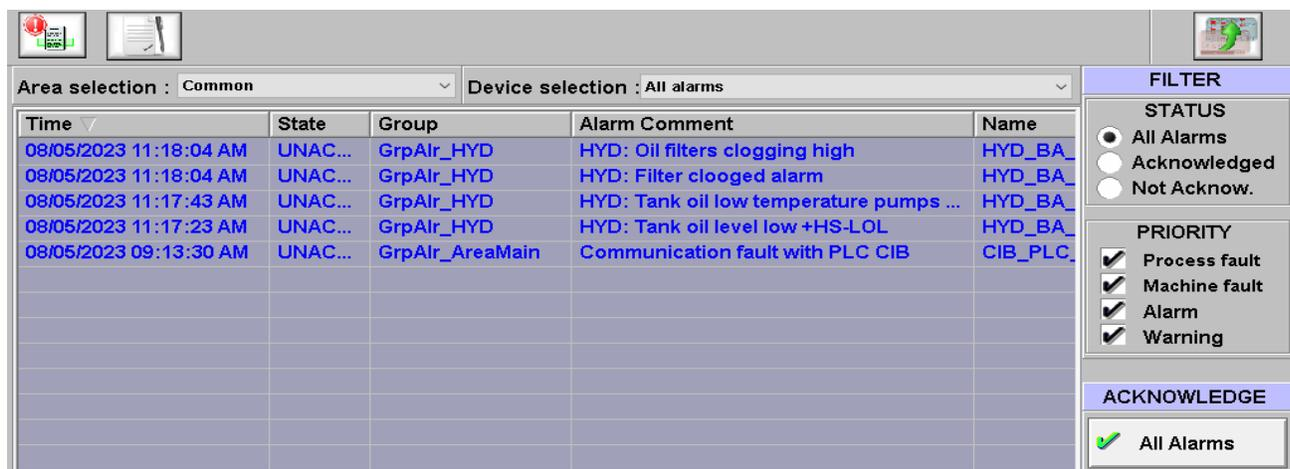 Area selection : Common Device selection : All alarms
FILTER
STATUS
All Alarms
Acknowledged
Not Acknow.
PRIORITY
Process fault
Machine fault
Alarm
Warning
ACKNOWLEDGE
All Alarms
Time State Group Alarm Comment Name
08/05/2023 11:18:04 AM UNAC... GrpAlr_HYD HYD: Oil filters clogging high HYD_BA_
08/05/2023 11:18:04 AM UNAC... GrpAlr_HYD HYD: Filter clooged alarm HYD_BA_
08/05/2023 11:17:43 AM UNAC... GrpAlr_HYD HYD: Tank oil low temperature pumps ... HYD_BA_
08/05/2023 11:17:23 AM UNAC... GrpAlr_HYD HYD: Tank oil level low +HS-LOL HYD_BA_
08/05/2023 09:13:30 AM UNAC... GrpAlr_AreaMain Communication fault with PLC CIB CIB_PLC_